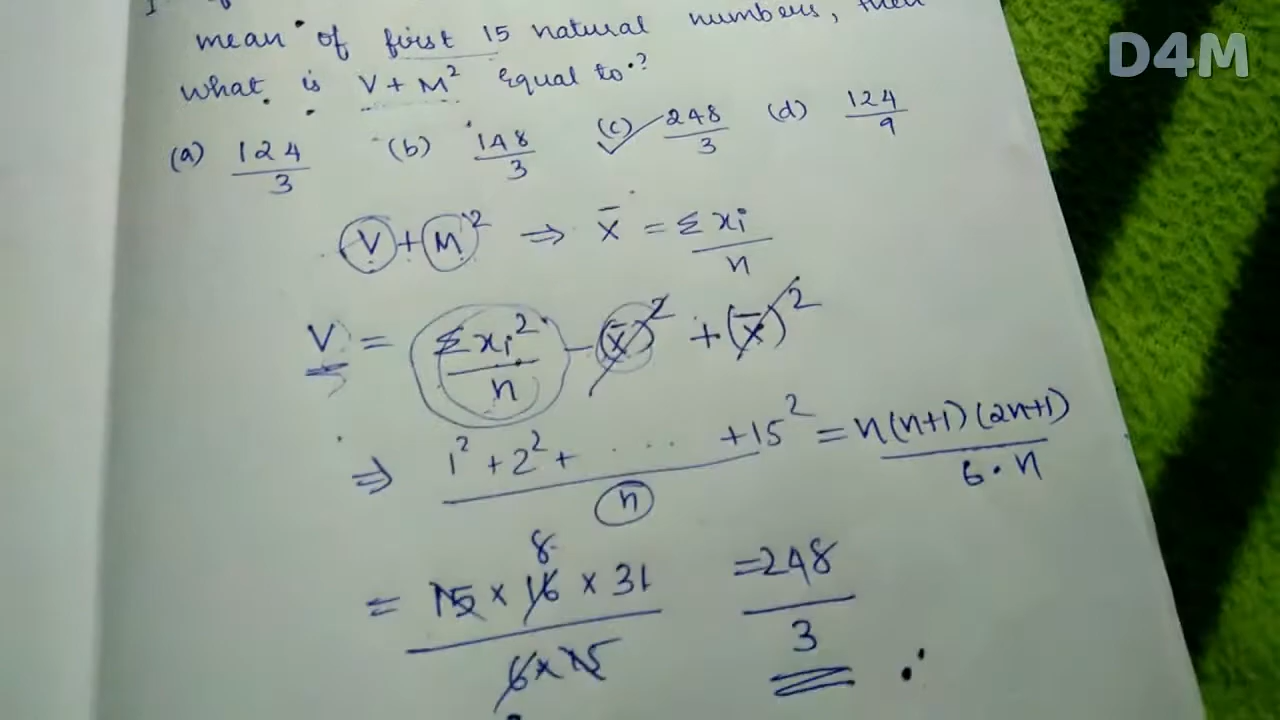 D4M
mean of first 15 natural numbers, then
what is V + M² equal to?
(a) 124/3 (b) 148/3 (c) 248/3 (d) 124/9
V + M² ⇒ x̄ = Σxi/n
V = Σxi²/n - (x̄)² + (x̄)²
⇒ 1² + 2² + .... + 15²/n = n(n+1)(2n+1)/6·n
8
= 15 × 16 × 31/6×15 = 248/3